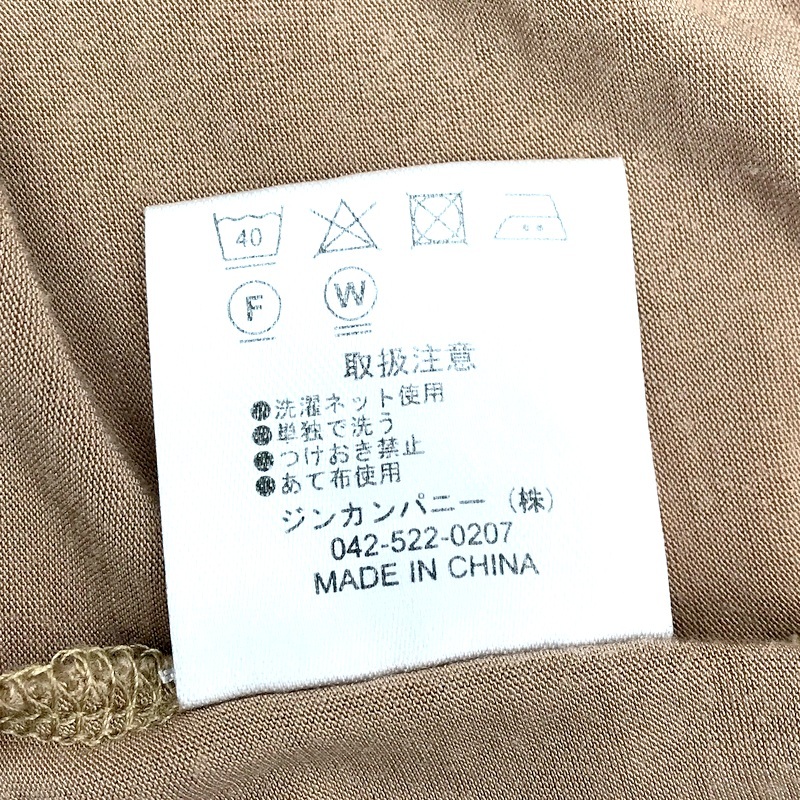 40
F W
取扱注意
●洗濯ネット使用
●単独で洗う
●つけおき禁止
●あて布使用
ジンカンパニー (株)
042-522-0207
MADE IN CHINA